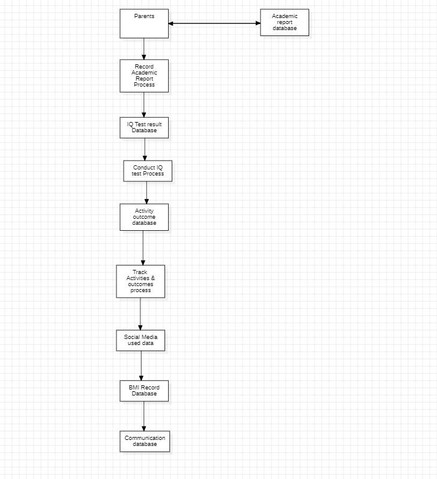 Parents
Academic
report
database
Record
Academic
Report
Process
IQ Test result
Database
Conduct IQ
test Process
Activity
outcome
database
Track
Activities &
outcomes
process
Social Media
used data
BMI Record
Database
Communication
database